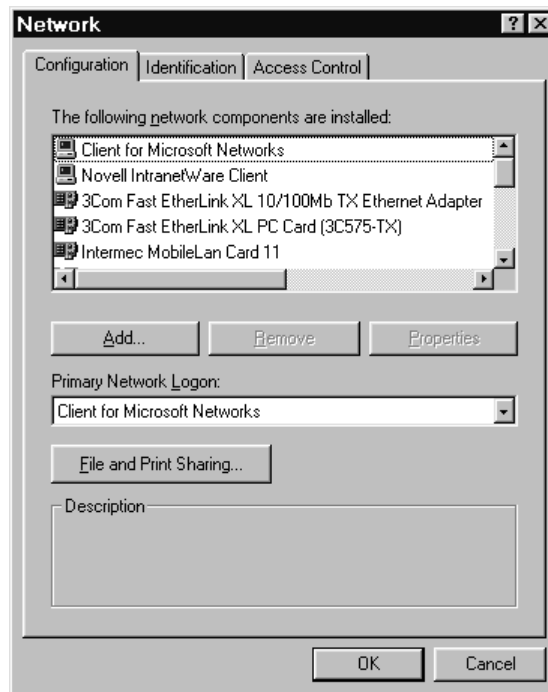 Network
Configuration Identification Access Control
The following network components are installed:
Client for Microsoft Networks
Novell IntranetWare Client
3Com Fast EtherLink XL 10/100Mb TX Ethernet Adapter
3Com Fast EtherLink XL PC Card (3C575-TX)
Intermec MobileLan Card 11
Add... Remove Properties
Primary Network Logon:
Client for Microsoft Networks
File and Print Sharing...
Description
OK Cancel